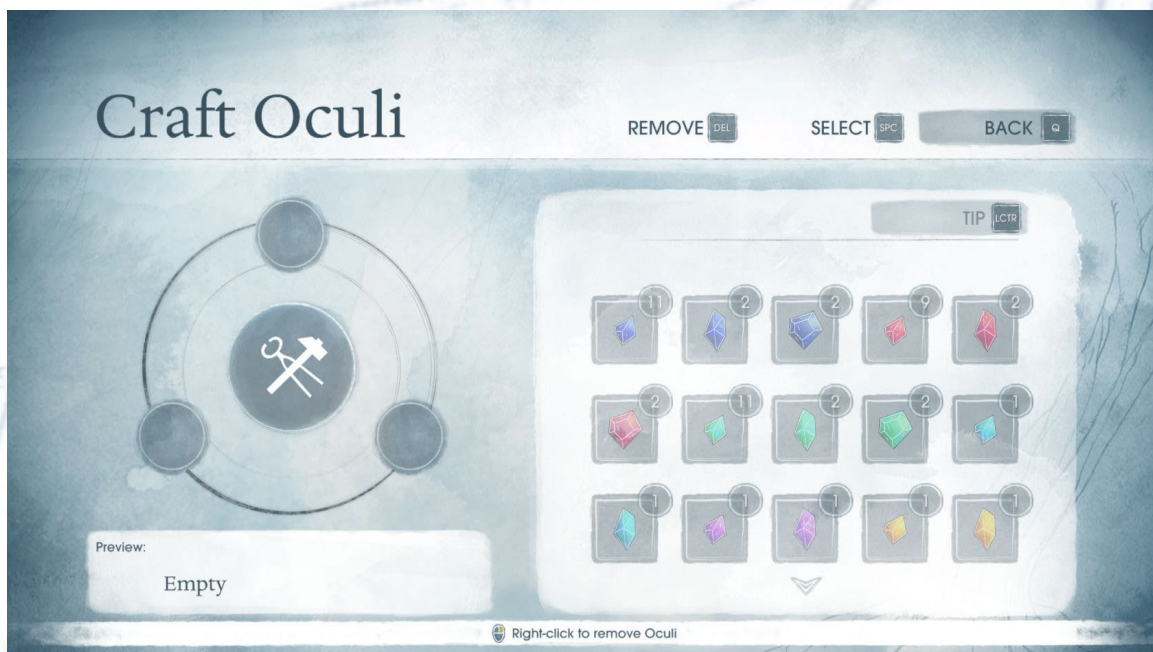 Craft Oculi
REMOVE DEL
SELECT SPC
BACK Q
TIP LCTR
11 2 2 9 2
2 11 2 2 1
1 1 1 1 1
Preview:
Empty
Right-click to remove Oculi